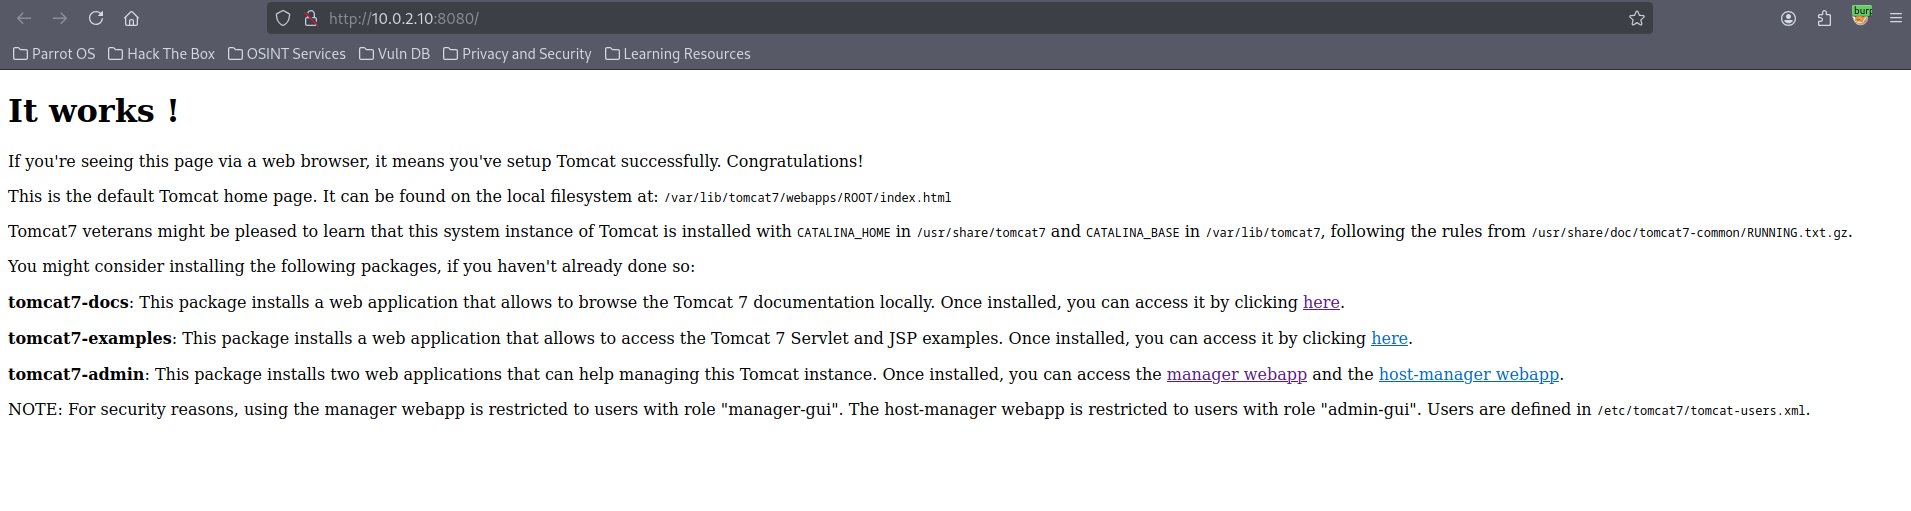 http://10.0.2.10:8080/
burp
Parrot OS Hack The Box OSINT Services Vuln DB Privacy and Security Learning Resources
It works !
If you're seeing this page via a web browser, it means you've setup Tomcat successfully. Congratulations!
This is the default Tomcat home page. It can be found on the local filesystem at: /var/lib/tomcat7/webapps/ROOT/index.html
Tomcat7 veterans might be pleased to learn that this system instance of Tomcat is installed with CATALINA_HOME in /usr/share/tomcat7 and CATALINA_BASE in /var/lib/tomcat7, following the rules from /usr/share/doc/tomcat7-common/RUNNING.txt.gz.
You might consider installing the following packages, if you haven't already done so:
tomcat7-docs: This package installs a web application that allows to browse the Tomcat 7 documentation locally. Once installed, you can access it by clicking here.
tomcat7-examples: This package installs a web application that allows to access the Tomcat 7 Servlet and JSP examples. Once installed, you can access it by clicking here.
tomcat7-admin: This package installs two web applications that can help managing this Tomcat instance. Once installed, you can access the manager webapp and the host-manager webapp.
NOTE: For security reasons, using the manager webapp is restricted to users with role "manager-gui". The host-manager webapp is restricted to users with role "admin-gui". Users are defined in /etc/tomcat7/tomcat-users.xml.